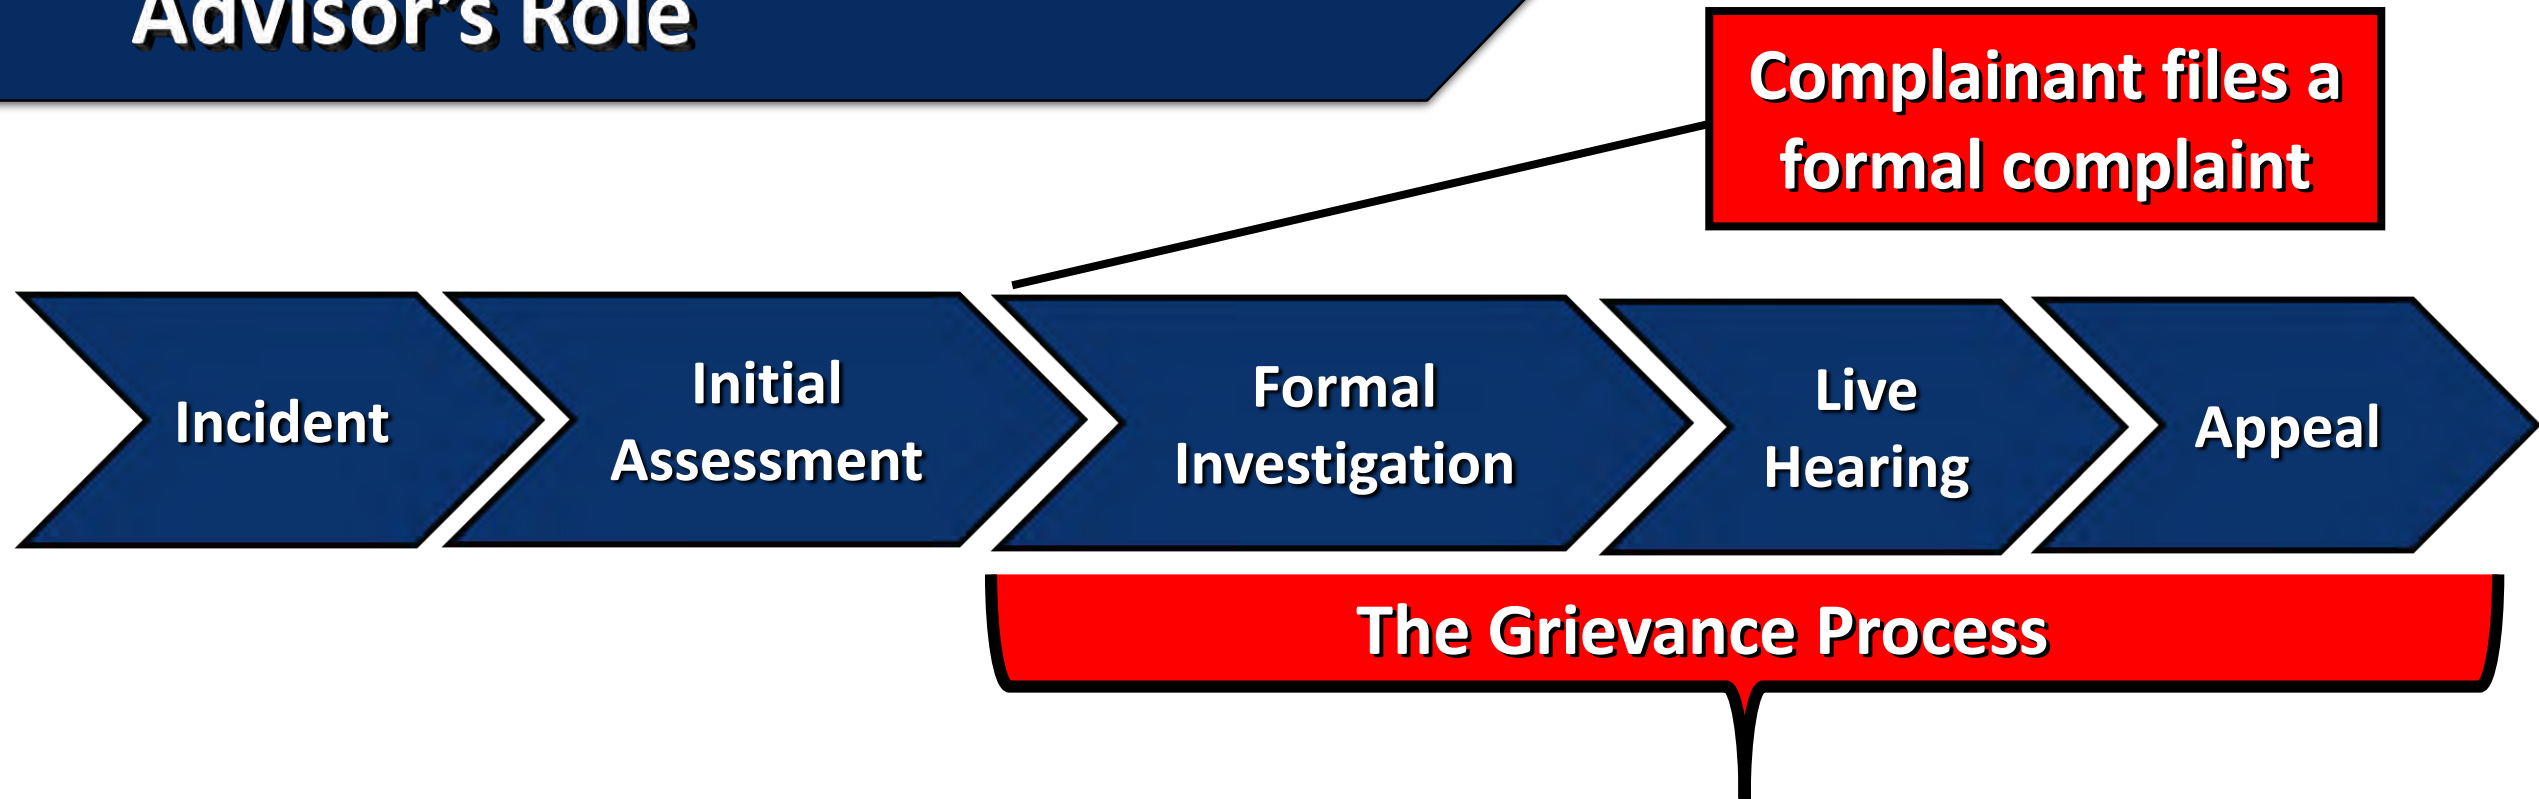 Advisor's Role
Complainant files a
formal complaint
Incident
Initial
Assessment
Formal
Investigation
Live
Hearing
Appeal
The Grievance Process